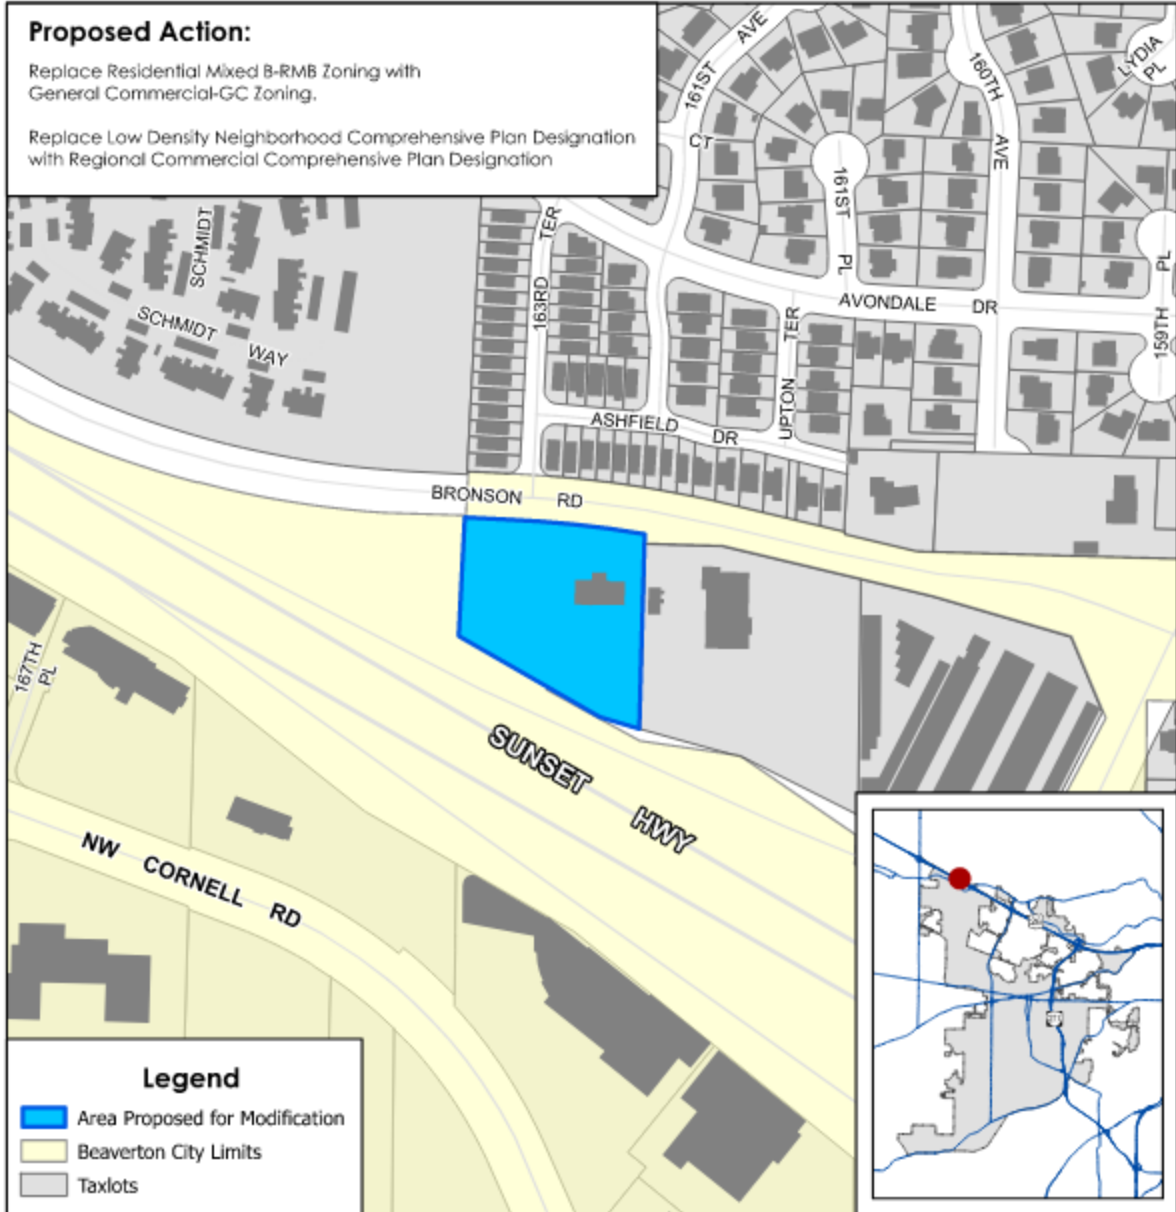 Proposed Action:
Replace Residential Mixed B-RMB Zoning with
General Commercial-GC Zoning.
Replace Low Density Neighborhood Comprehensive Plan Designation
with Regional Commercial Comprehensive Plan Designation
161ST AVE
CT
160TH AVE
LYDIA PL
161ST PL
SCHMIDT
SCHMIDT WAY
163RD TER
AVONDALE DR
159TH PL
UPTON TER
ASHFIELD DR
BRONSON RD
167TH PL
SUNSET HWY
NW CORNELL RD
Legend
Area Proposed for Modification
Beaverton City Limits
Taxlots